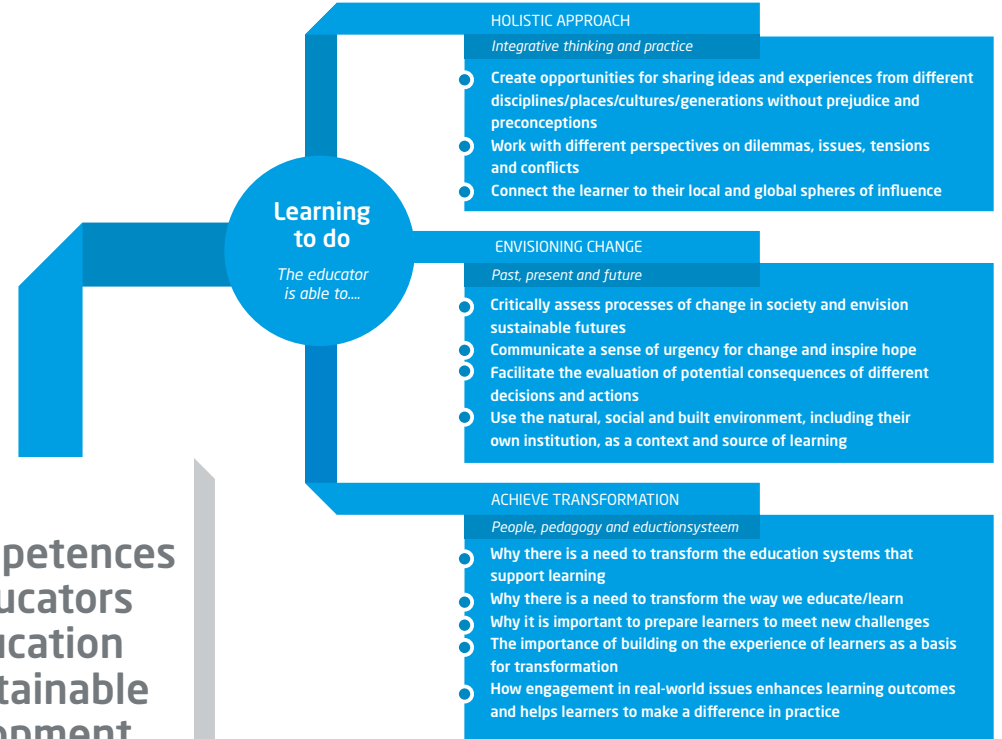 HOLISTIC APPROACH
Integrative thinking and practice
Create opportunities for sharing ideas and experiences from different
disciplines/places/cultures/generations without prejudice and
preconceptions
Work with different perspectives on dilemmas, issues, tensions
and conflicts
Connect the learner to their local and global spheres of influence
Learning
to do
The educator
is able to....
ENVISIONING CHANGE
Past, present and future
Critically assess processes of change in society and envision
sustainable futures
Communicate a sense of urgency for change and inspire hope
Facilitate the evaluation of potential consequences of different
decisions and actions
Use the natural, social and built environment, including their
own institution, as a context and source of learning
ACHIEVE TRANSFORMATION
People, pedagogy and eductionsysteem
Why there is a need to transform the education systems that
support learning
Why there is a need to transform the way we educate/learn
Why it is important to prepare learners to meet new challenges
The importance of building on the experience of learners as a basis
for transformation
How engagement in real-world issues enhances learning outcomes
and helps learners to make a difference in practice
petences
ucators
ucation
tainable
opment